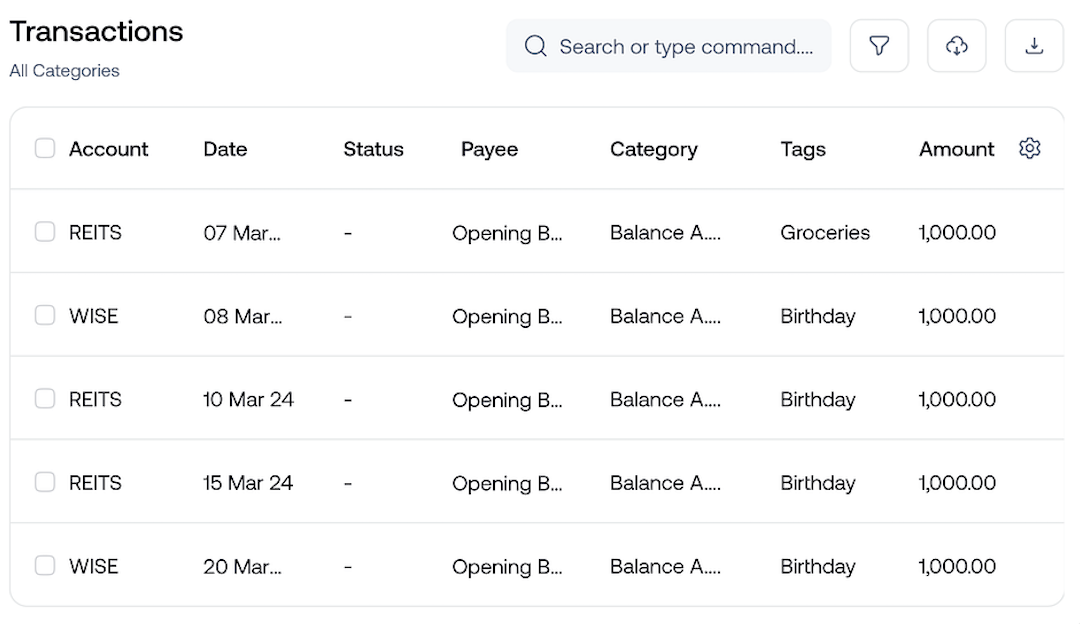 Transactions
Search or type command....
All Categories
Account Date Status Payee Category Tags Amount
REITS 07 Mar... - Opening B... Balance A.... Groceries 1,000.00
WISE 08 Mar... - Opening B... Balance A.... Birthday 1,000.00
REITS 10 Mar 24 - Opening B... Balance A.... Birthday 1,000.00
REITS 15 Mar 24 - Opening B... Balance A.... Birthday 1,000.00
WISE 20 Mar... - Opening B... Balance A.... Birthday 1,000.00